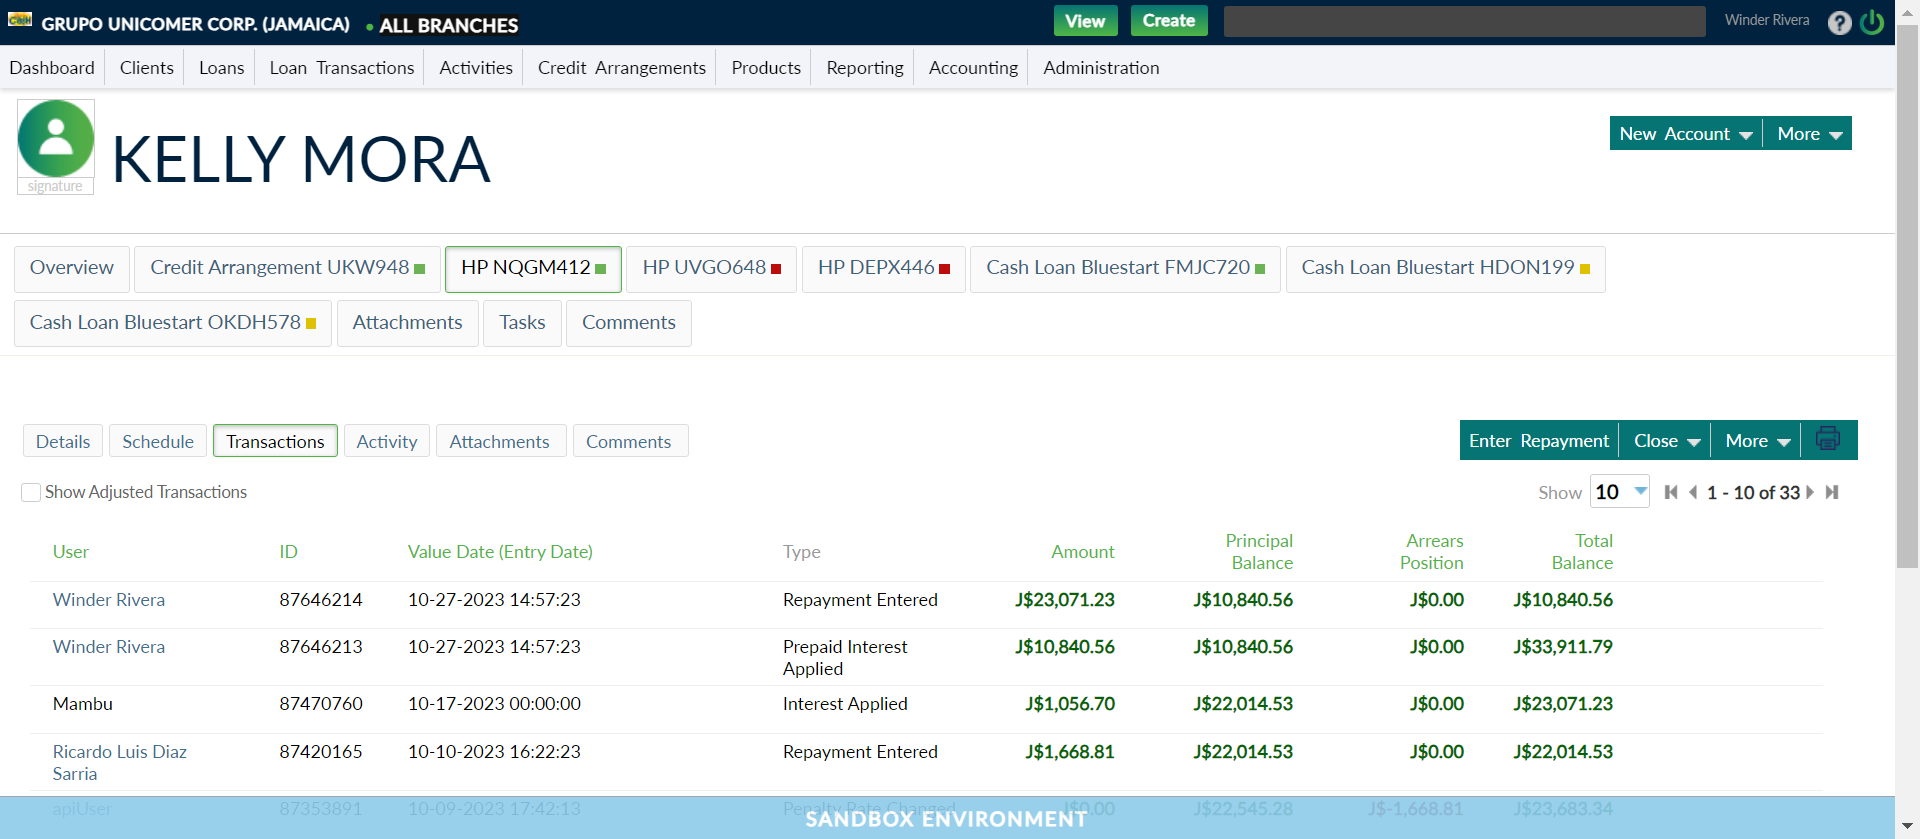 GRUPO UNICOMER CORP. (JAMAICA) ALL BRANCHES View Create Winder Rivera ?
Dashboard Clients Loans Loan Transactions Activities Credit Arrangements Products Reporting Accounting Administration
KELLY MORA
signature
New Account More
Overview Credit Arrangement UKW948 HP NQGM412 HP UVGO648 HP DEPX446 Cash Loan Bluestart FMJC720 Cash Loan Bluestart HDON199
Cash Loan Bluestart OKDH578 Attachments Tasks Comments
Details Schedule Transactions Activity Attachments Comments Enter Repayment Close More
Show Adjusted Transactions Show 10 1 - 10 of 33
User ID Value Date (Entry Date) Type Amount Principal Balance Arrears Position Total Balance
Winder Rivera 87646214 10-27-2023 14:57:23 Repayment Entered J$23,071.23 J$10,840.56 J$0.00 J$10,840.56
Winder Rivera 87646213 10-27-2023 14:57:23 Prepaid Interest Applied J$10,840.56 J$10,840.56 J$0.00 J$33,911.79
Mambu 87470760 10-17-2023 00:00:00 Interest Applied J$1,056.70 J$22,014.53 J$0.00 J$23,071.23
Ricardo Luis Diaz Sarria 87420165 10-10-2023 16:22:23 Repayment Entered J$1,668.81 J$22,014.53 J$0.00 J$22,014.53
apiUser 87353891 10-09-2023 17:42:13 Penalty Rate Changed J$0.00 J$22,545.28 J$-1,668.81 J$23,683.34
SANDBOX ENVIRONMENT